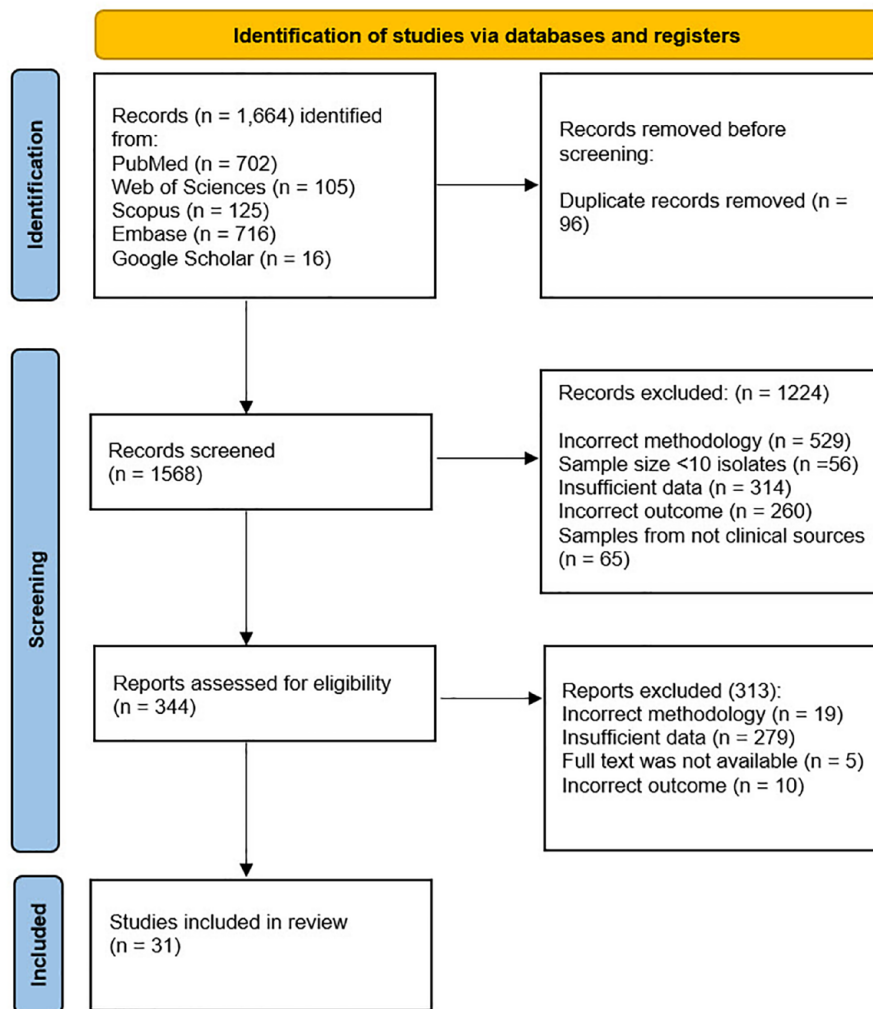 Identification of studies via databases and registers
Identification
Records (n = 1,664) identified
from:
PubMed (n = 702)
Web of Sciences (n = 105)
Scopus (n = 125)
Embase (n = 716)
Google Scholar (n = 16)
Records removed before
screening:
Duplicate records removed (n =
96)
Screening
Records screened
(n = 1568)
Records excluded: (n = 1224)
Incorrect methodology (n = 529)
Sample size <10 isolates (n =56)
Insufficient data (n = 314)
Incorrect outcome (n = 260)
Samples from not clinical sources
(n = 65)
Reports assessed for eligibility
(n = 344)
Reports excluded (313):
Incorrect methodology (n = 19)
Insufficient data (n = 279)
Full text was not available (n = 5)
Incorrect outcome (n = 10)
Included
Studies included in review
(n = 31)